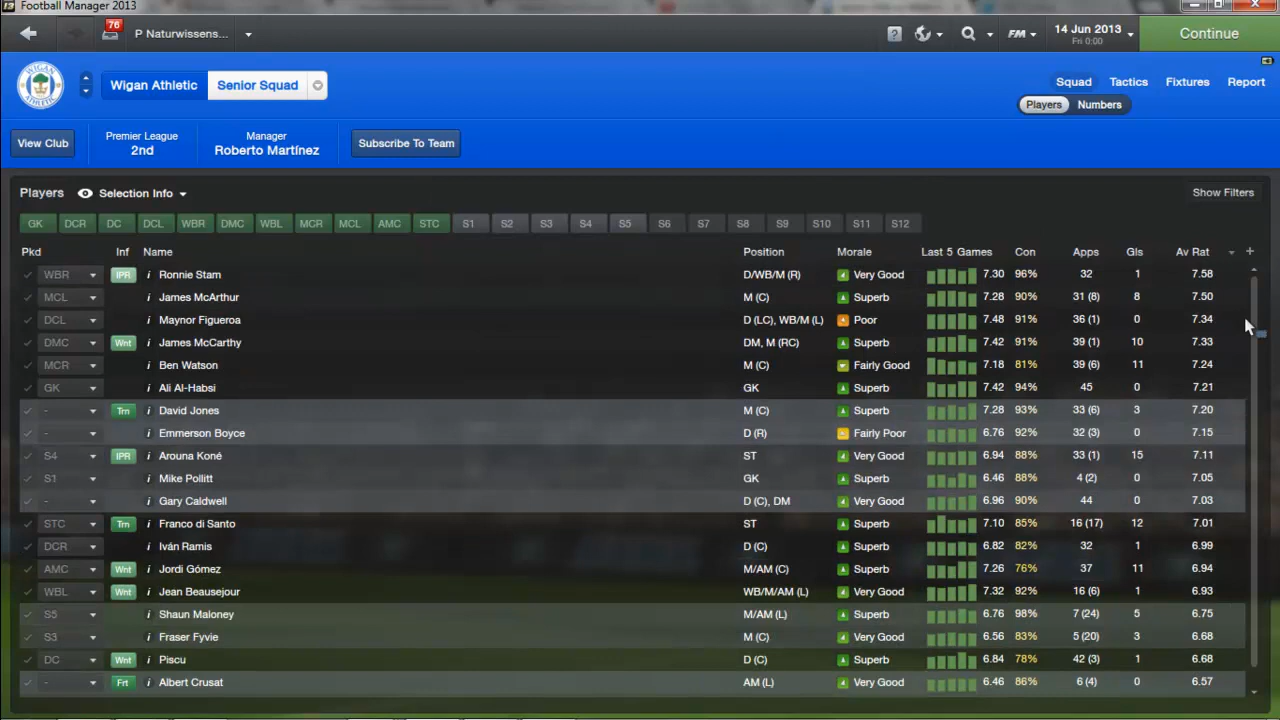 Football Manager 2013
76 P Naturwissens... ? FM 14 Jun 2013 Continue
Fri 0:00
WIGAN ATHLETIC Wigan Athletic Senior Squad Squad Tactics Fixtures Report
Players Numbers
View Club Premier League Manager Subscribe To Team
2nd Roberto Martínez
Players Selection Info Show Filters
GK DCR DC DCL WBR DMC WBL MCR MCL AMC STC S1 S2 S3 S4 S5 S6 S7 S8 S9 S10 S11 S12
Pkd Inf Name Position Morale Last 5 Games Con Apps Gls Av Rat +
WBR IPR i Ronnie Stam D/WB/M (R) Very Good 7.30 96% 32 1 7.58
MCL i James McArthur M (C) Superb 7.28 90% 31 (8) 8 7.50
DCL i Maynor Figueroa D (LC), WB/M (L) Poor 7.48 91% 36 (1) 0 7.34
DMC Wnt i James McCarthy DM, M (RC) Superb 7.42 91% 39 (1) 10 7.33
MCR i Ben Watson M (C) Fairly Good 7.18 81% 39 (6) 11 7.24
GK i Ali Al-Habsi GK Superb 7.42 94% 45 0 7.21
- Trn i David Jones M (C) Superb 7.28 93% 33 (6) 3 7.20
- i Emmerson Boyce D (R) Fairly Poor 6.76 92% 32 (3) 0 7.15
S4 IPR i Arouna Koné ST Very Good 6.94 88% 33 (1) 15 7.11
S1 i Mike Pollitt GK Superb 6.46 88% 4 (2) 0 7.05
- i Gary Caldwell D (C), DM Very Good 6.96 90% 44 0 7.03
STC Trn i Franco di Santo ST Superb 7.10 85% 16 (17) 12 7.01
DCR i Iván Ramis D (C) Superb 6.82 82% 32 1 6.99
AMC Wnt i Jordi Gómez M/AM (C) Superb 7.26 76% 37 11 6.94
WBL Wnt i Jean Beausejour WB/M/AM (L) Very Good 7.32 92% 16 (6) 1 6.93
S5 i Shaun Maloney M/AM (L) Superb 6.76 98% 7 (24) 5 6.75
S3 i Fraser Fyvie M (C) Very Good 6.56 83% 5 (20) 3 6.68
DC Wnt i Piscu D (C) Superb 6.84 78% 42 (3) 1 6.68
- Frt i Albert Crusat AM (L) Very Good 6.46 86% 6 (4) 0 6.57